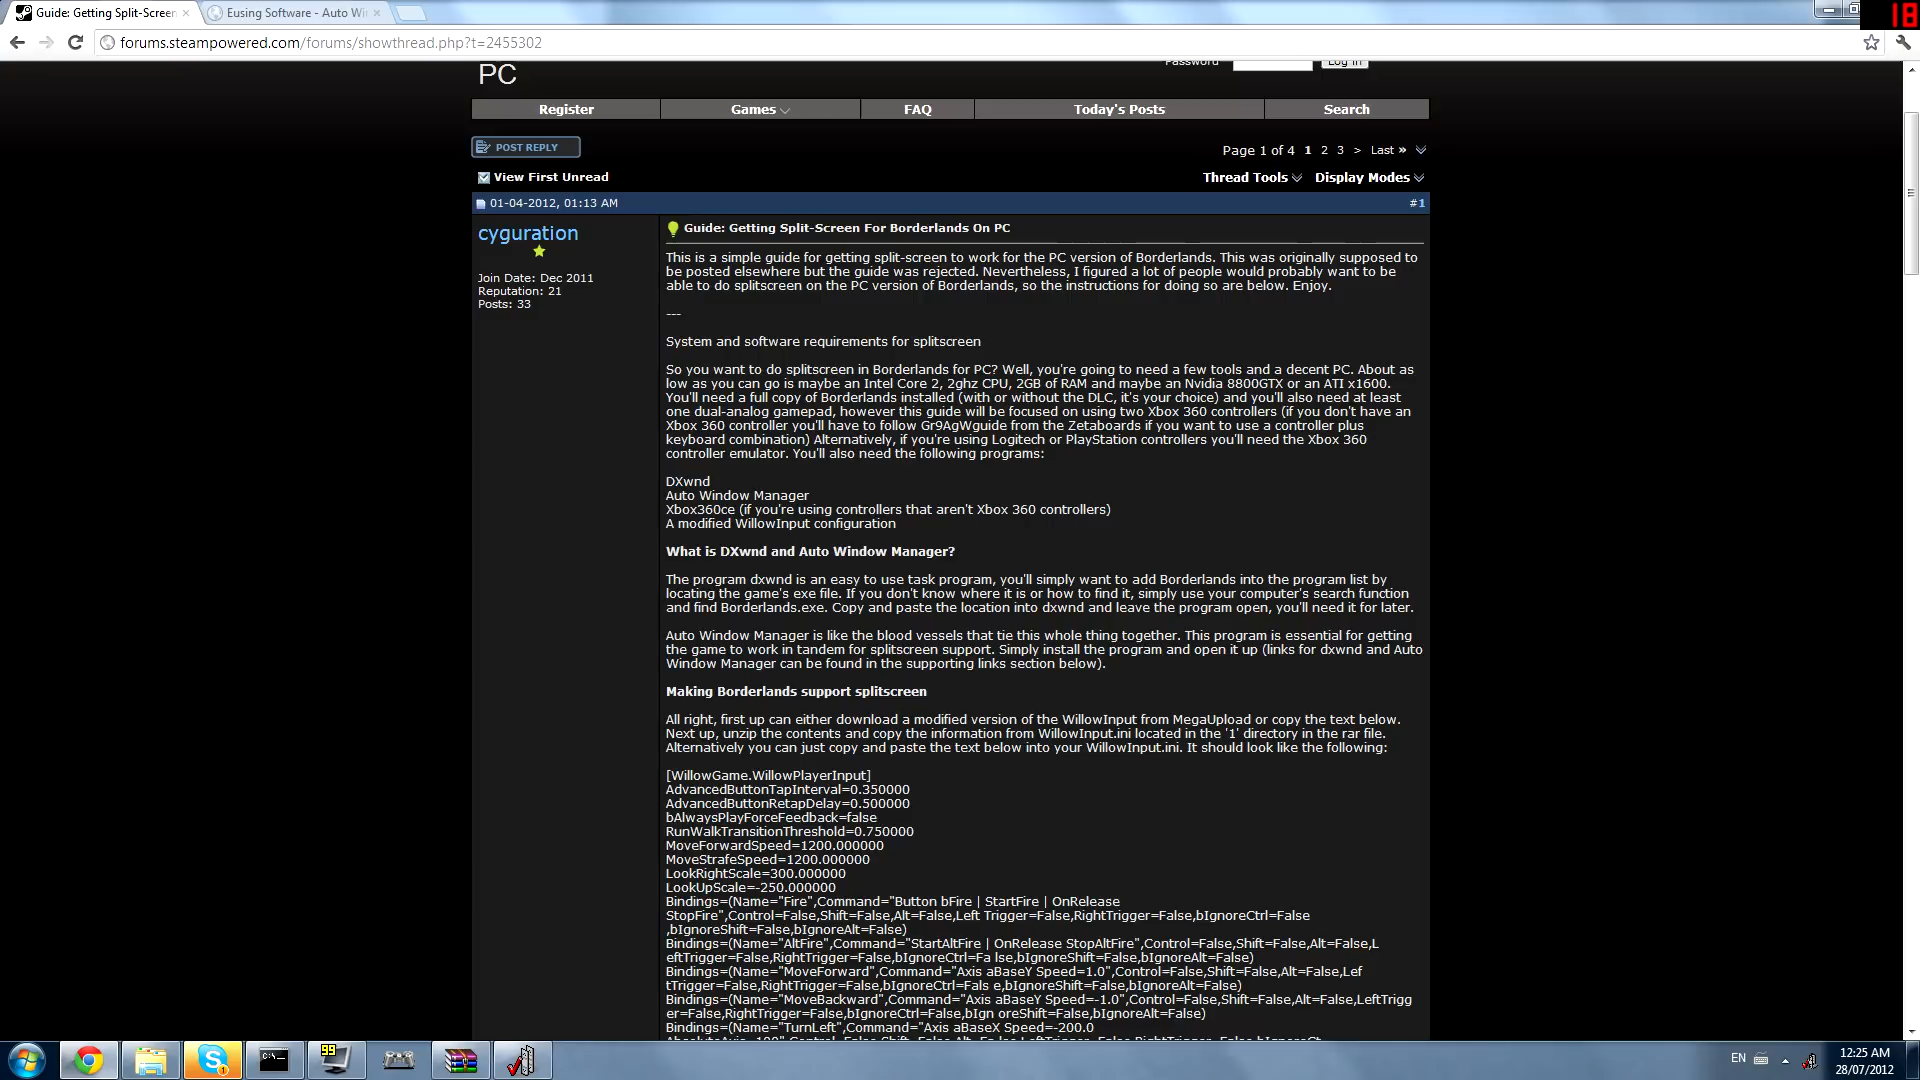 Guide: Getting Split-Screen
Eusing Software - Auto Wi
18
forums.steampowered.com/forums/showthread.php?t=2455302
PC
Password
Log in
Register
Games
FAQ
Today's Posts
Search
POST REPLY
Page 1 of 4 1 2 3 > Last »
View First Unread
Thread Tools
Display Modes
01-04-2012, 01:13 AM
#1
cyguration
Join Date: Dec 2011
Reputation: 21
Posts: 33
Guide: Getting Split-Screen For Borderlands On PC
This is a simple guide for getting split-screen to work for the PC version of Borderlands. This was originally supposed to
be posted elsewhere but the guide was rejected. Nevertheless, I figured a lot of people would probably want to be
able to do splitscreen on the PC version of Borderlands, so the instructions for doing so are below. Enjoy.
---
System and software requirements for splitscreen
So you want to do splitscreen in Borderlands for PC? Well, you're going to need a few tools and a decent PC. About as
low as you can go is maybe an Intel Core 2, 2ghz CPU, 2GB of RAM and maybe an Nvidia 8800GTX or an ATI x1600.
You'll need a full copy of Borderlands installed (with or without the DLC, it's your choice) and you'll also need at least
one dual-analog gamepad, however this guide will be focused on using two Xbox 360 controllers (if you don't have an
Xbox 360 controller you'll have to follow Gr9AgWguide from the Zetaboards if you want to use a controller plus
keyboard combination) Alternatively, if you're using Logitech or PlayStation controllers you'll need the Xbox 360
controller emulator. You'll also need the following programs:
DXwnd
Auto Window Manager
Xbox360ce (if you're using controllers that aren't Xbox 360 controllers)
A modified WillowInput configuration
What is DXwnd and Auto Window Manager?
The program dxwnd is an easy to use task program, you'll simply want to add Borderlands into the program list by
locating the game's exe file. If you don't know where it is or how to find it, simply use your computer's search function
and find Borderlands.exe. Copy and paste the location into dxwnd and leave the program open, you'll need it for later.
Auto Window Manager is like the blood vessels that tie this whole thing together. This program is essential for getting
the game to work in tandem for splitscreen support. Simply install the program and open it up (links for dxwnd and Auto
Window Manager can be found in the supporting links section below).
Making Borderlands support splitscreen
All right, first up can either download a modified version of the WillowInput from MegaUpload or copy the text below.
Next up, unzip the contents and copy the information from WillowInput.ini located in the '1' directory in the rar file.
Alternatively you can just copy and paste the text below into your WillowInput.ini. It should look like the following:
[WillowGame.WillowPlayerInput]
AdvancedButtonTapInterval=0.350000
AdvancedButtonRetapDelay=0.500000
bAlwaysPlayForceFeedback=false
RunWalkTransitionThreshold=0.750000
MoveForwardSpeed=1200.000000
MoveStrafeSpeed=1200.000000
LookRightScale=300.000000
LookUpScale=-250.000000
Bindings=(Name="Fire",Command="Button bFire | StartFire | OnRelease
StopFire",Control=False,Shift=False,Alt=False,Left Trigger=False,RightTrigger=False,bIgnoreCtrl=False
,bIgnoreShift=False,bIgnoreAlt=False)
Bindings=(Name="AltFire",Command="StartAltFire | OnRelease StopAltFire",Control=False,Shift=False,Alt=False,L
eftTrigger=False,RightTrigger=False,bIgnoreCtrl=Fa lse,bIgnoreShift=False,bIgnoreAlt=False)
Bindings=(Name="MoveForward",Command="Axis aBaseY Speed=1.0",Control=False,Shift=False,Alt=False,Lef
tTrigger=False,RightTrigger=False,bIgnoreCtrl=Fals e,bIgnoreShift=False,bIgnoreAlt=False)
Bindings=(Name="MoveBackward",Command="Axis aBaseY Speed=-1.0",Control=False,Shift=False,Alt=False,LeftTrigg
er=False,RightTrigger=False,bIgnoreCtrl=False,bIgn oreShift=False,bIgnoreAlt=False)
Bindings=(Name="TurnLeft",Command="Axis aBaseX Speed=-200.0
99
EN
12:25 AM
28/07/2012